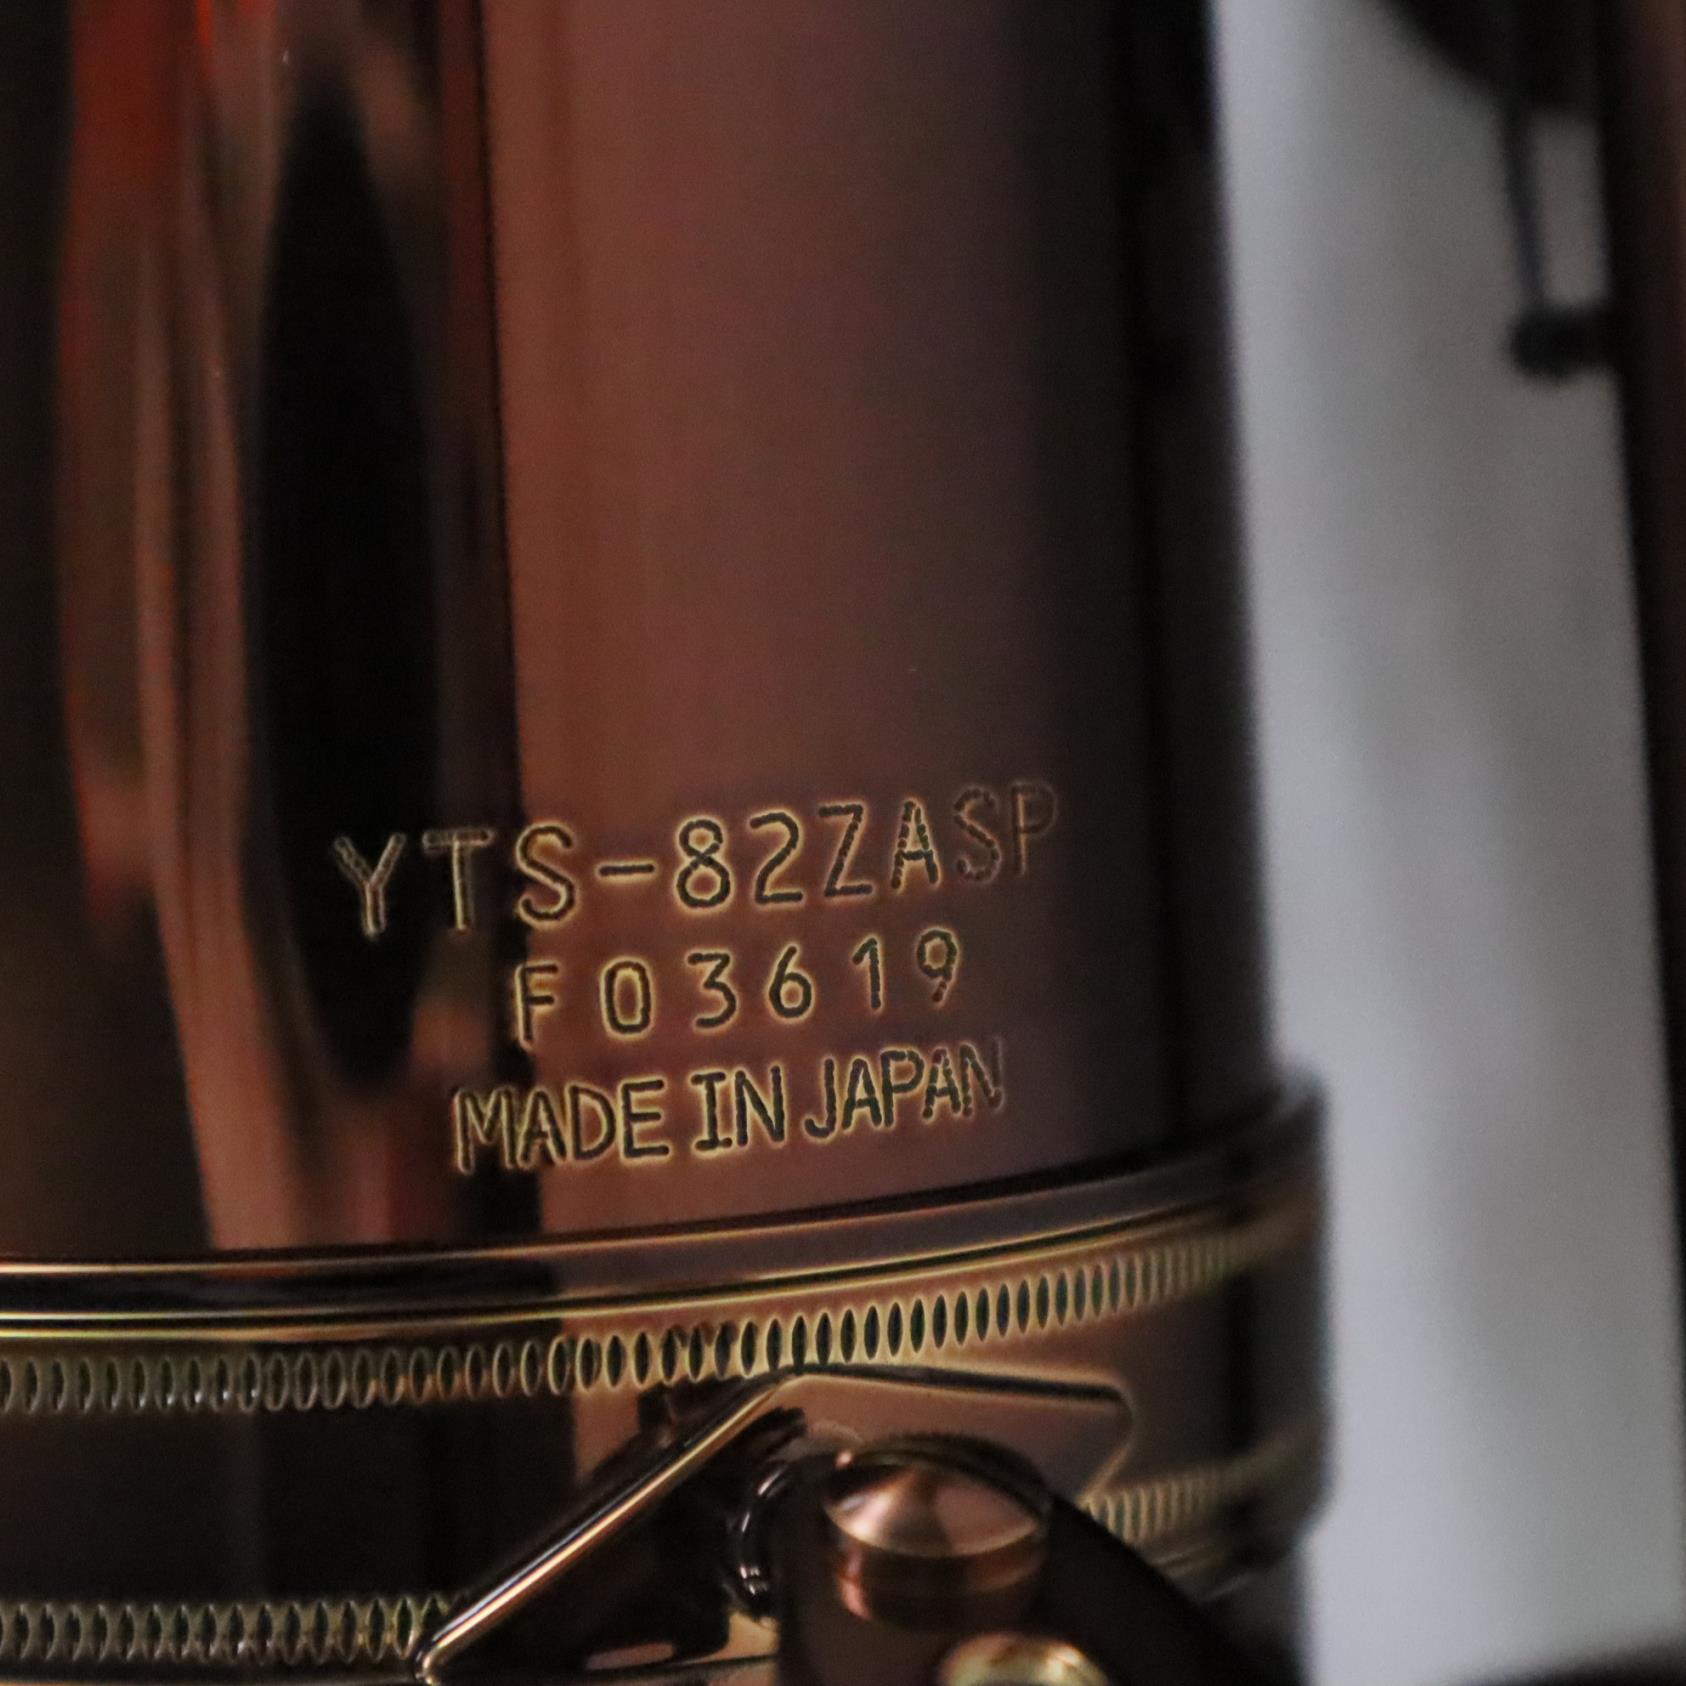 YTS-82ZASP
F03619
MADE IN JAPAN